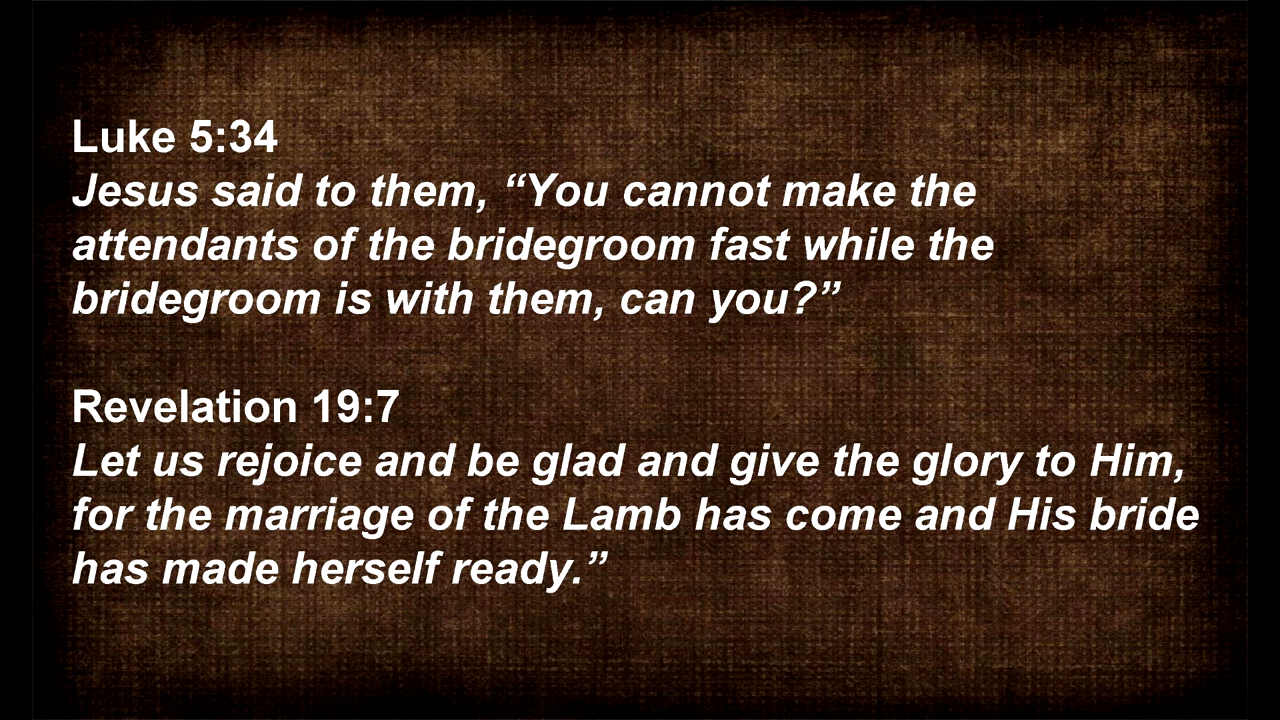 Luke 5:34
Jesus said to them, “You cannot make the
attendants of the bridegroom fast while the
bridegroom is with them, can you?”
Revelation 19:7
Let us rejoice and be glad and give the glory to Him,
for the marriage of the Lamb has come and His bride
has made herself ready.”